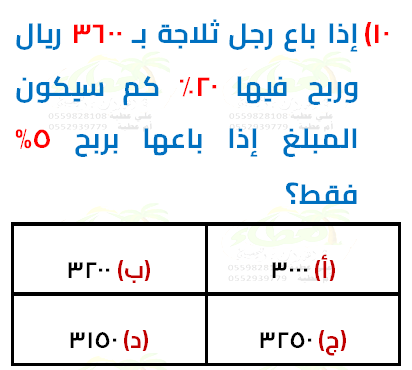 ١٠) إذا باع رجل ثلاجة بـ ٣٦٠٠ ريال
وربح فيها ٢٠٪ كم سيكون
المبلغ إذا باعها بربح ٥%
فقط؟
(أ) ٣٠٠٠
(ب) ٣٢٠٠
(ج) ٣٢٥٠
(د) ٣١٥٠